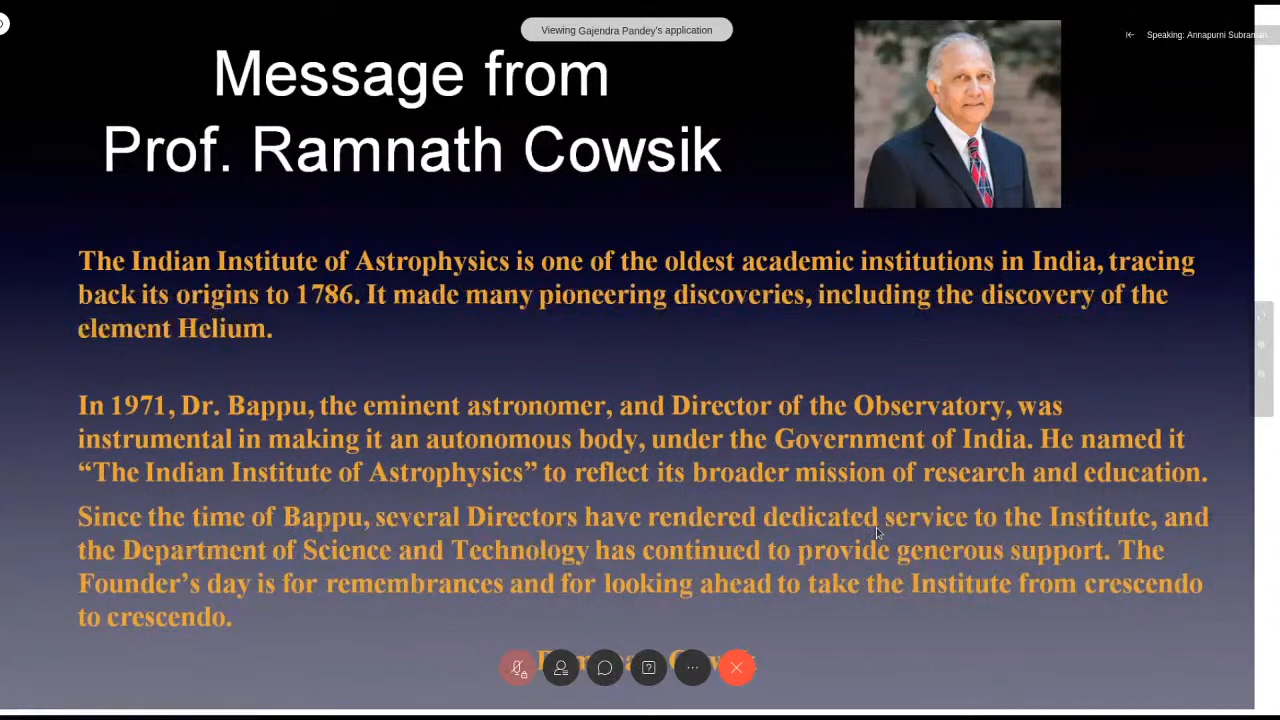 Viewing Gajendra Pandey's application
Speaking: Annapurni Subraman...
Message from
Prof. Ramnath Cowsik
The Indian Institute of Astrophysics is one of the oldest academic institutions in India, tracing
back its origins to 1786. It made many pioneering discoveries, including the discovery of the
element Helium.
In 1971, Dr. Bappu, the eminent astronomer, and Director of the Observatory, was
instrumental in making it an autonomous body, under the Government of India. He named it
“The Indian Institute of Astrophysics” to reflect its broader mission of research and education.
Since the time of Bappu, several Directors have rendered dedicated service to the Institute, and
the Department of Science and Technology has continued to provide generous support. The
Founder’s day is for remembrances and for looking ahead to take the Institute from crescendo
to crescendo.